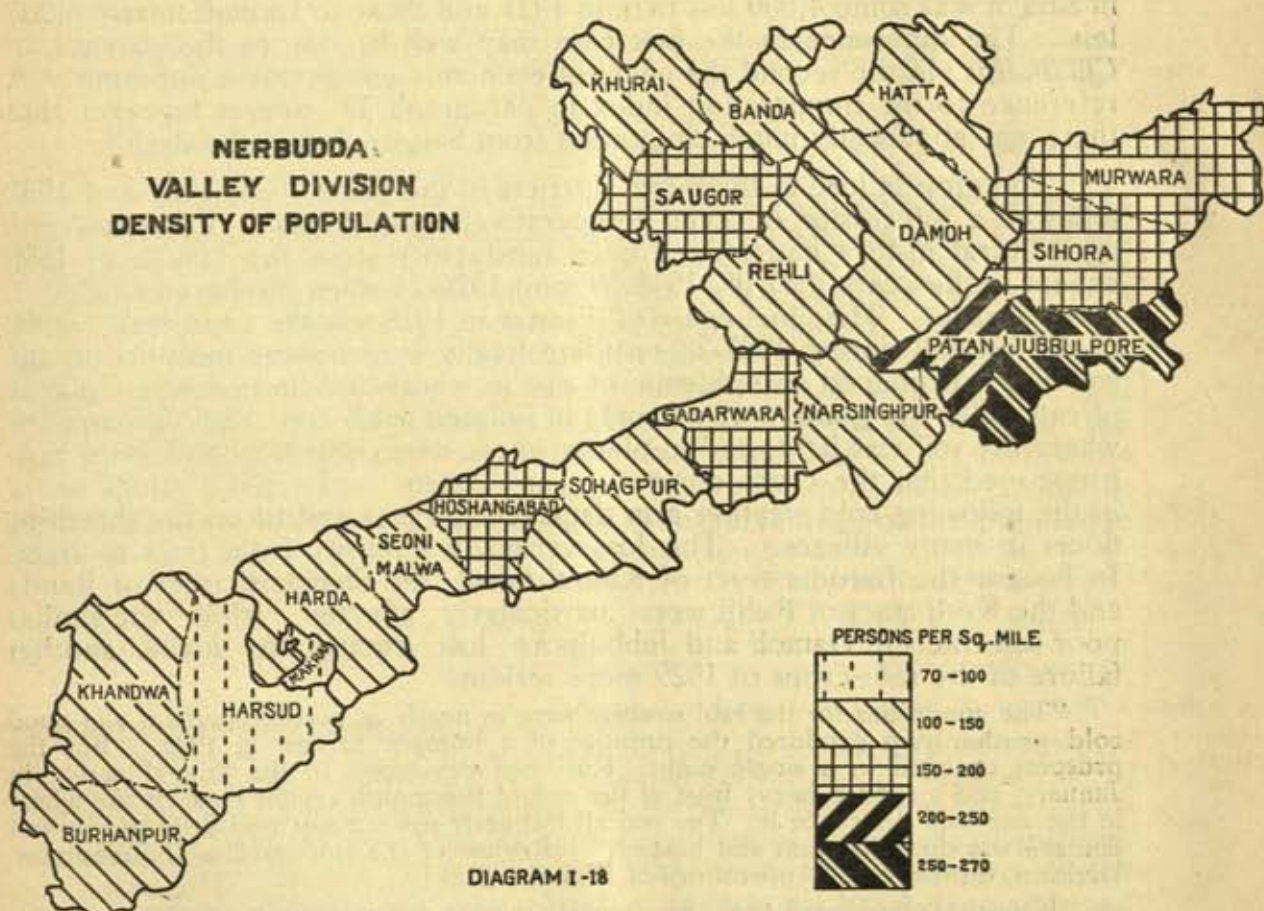 NERBUDDA
VALLEY DIVISION
DENSITY OF POPULATION
KHURAI
BANDA
HATTA
MURWARA
SAUGOR
DAMOH
SIHORA
REHLI
PATAN JUBBULPORE
GADARWARA
NARSINGHPUR
SOHAGPUR
HOSHANGABAD
SEONI
MALWA
HARDA
MAKRAI
KHANDWA
HARSUD
BURHANPUR
PERSONS PER SQ. MILE
70-100
100-150
150-200
200-250
250-270
DIAGRAM I-18